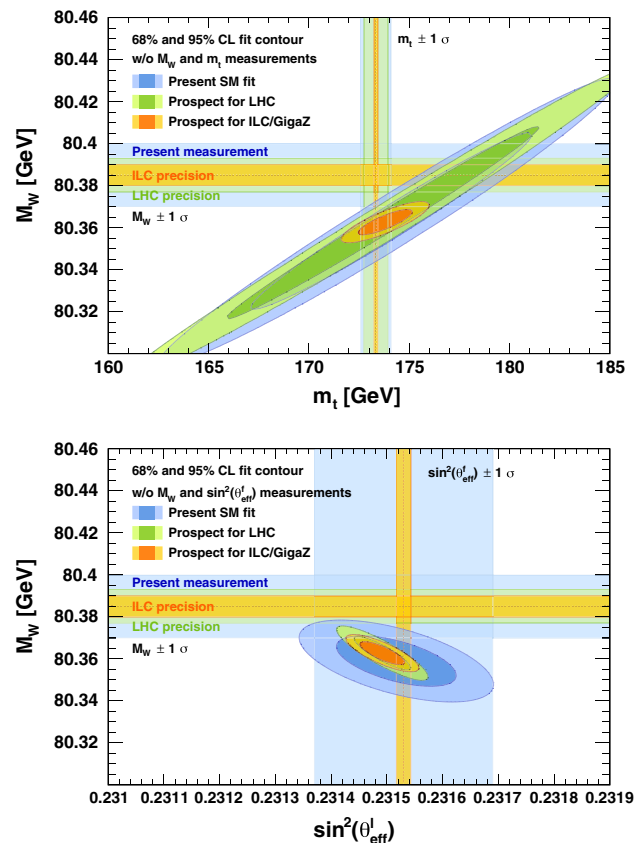 80.46
80.44
80.42
80.4
80.38
80.36
80.34
80.32
M_W [GeV]
68% and 95% CL fit contour
w/o M_W and m_t measurements
Present SM fit
Prospect for LHC
Prospect for ILC/GigaZ
m_t ± 1 σ
Present measurement
ILC precision
LHC precision
M_W ± 1 σ
160 165 170 175 180 185
m_t [GeV]
80.46
80.44
80.42
80.4
80.38
80.36
80.34
80.32
M_W [GeV]
68% and 95% CL fit contour
w/o M_W and sin²(θ^f_eff) measurements
Present SM fit
Prospect for LHC
Prospect for ILC/GigaZ
sin²(θ^f_eff) ± 1 σ
Present measurement
ILC precision
LHC precision
M_W ± 1 σ
0.231 0.2311 0.2312 0.2313 0.2314 0.2315 0.2316 0.2317 0.2318 0.2319
sin²(θ^l_eff)